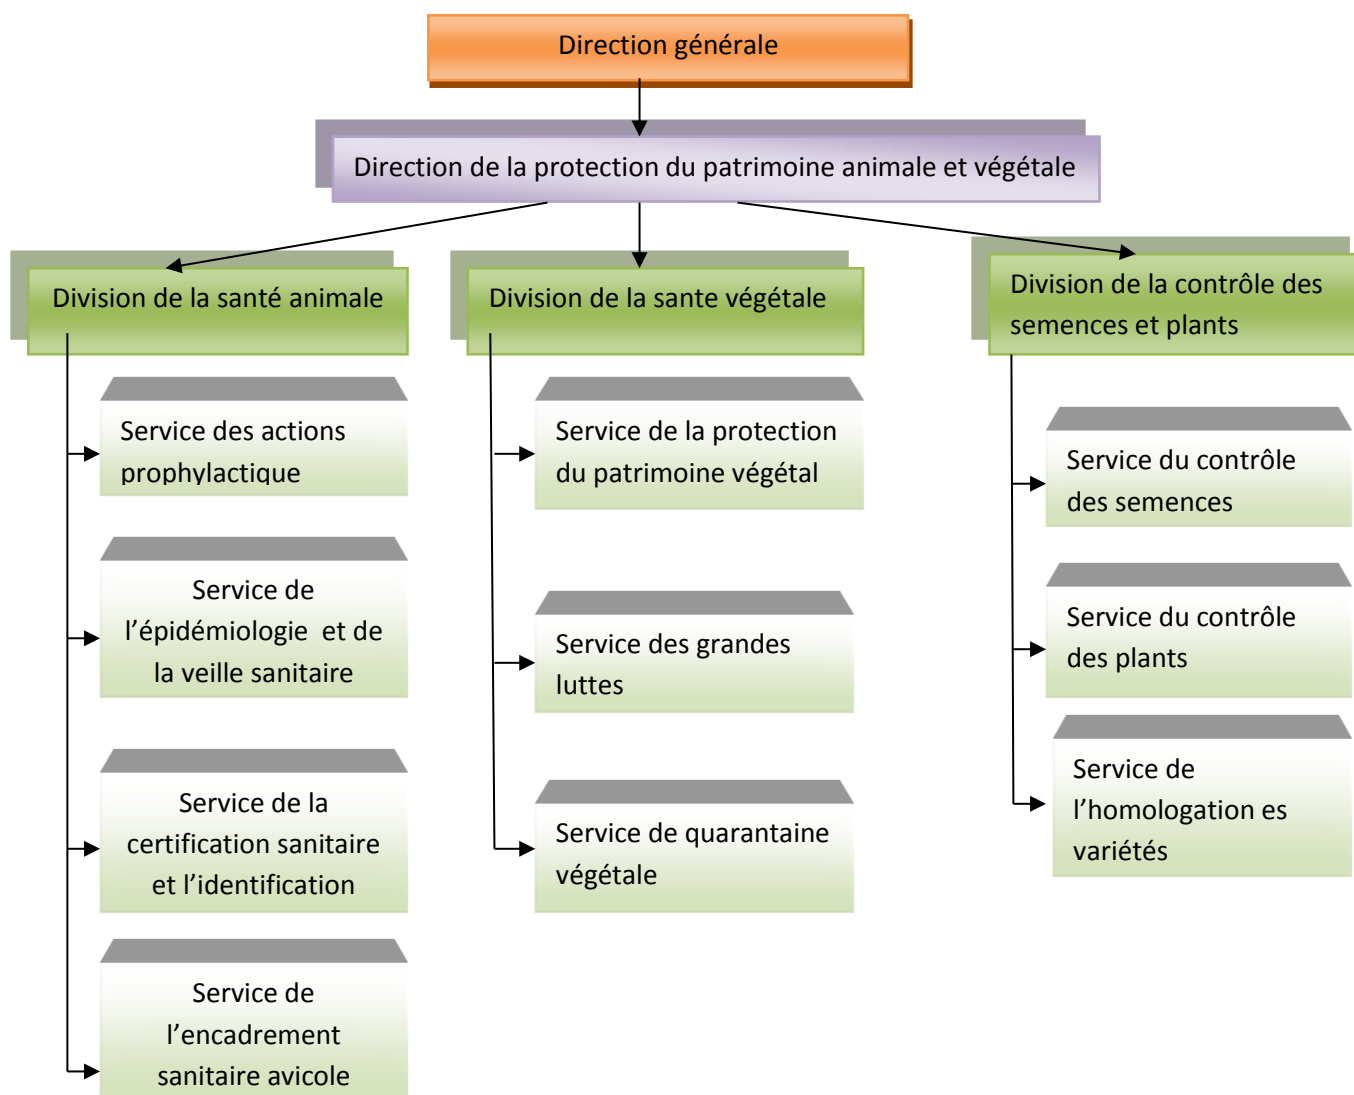 Direction générale
Direction de la protection du patrimoine animale et végétale
Division de la santé animale
Service des actions
prophylactique
Service de
l’épidémiologie et de
la veille sanitaire
Service de la
certification sanitaire
et l’identification
Service de
l’encadrement
sanitaire avicole
Division de la sante végétale
Service de la protection
du patrimoine végétal
Service des grandes
luttes
Service de quarantaine
végétale
Division de la contrôle des
semences et plants
Service du contrôle
des semences
Service du contrôle
des plants
Service de
l’homologation es
variétés